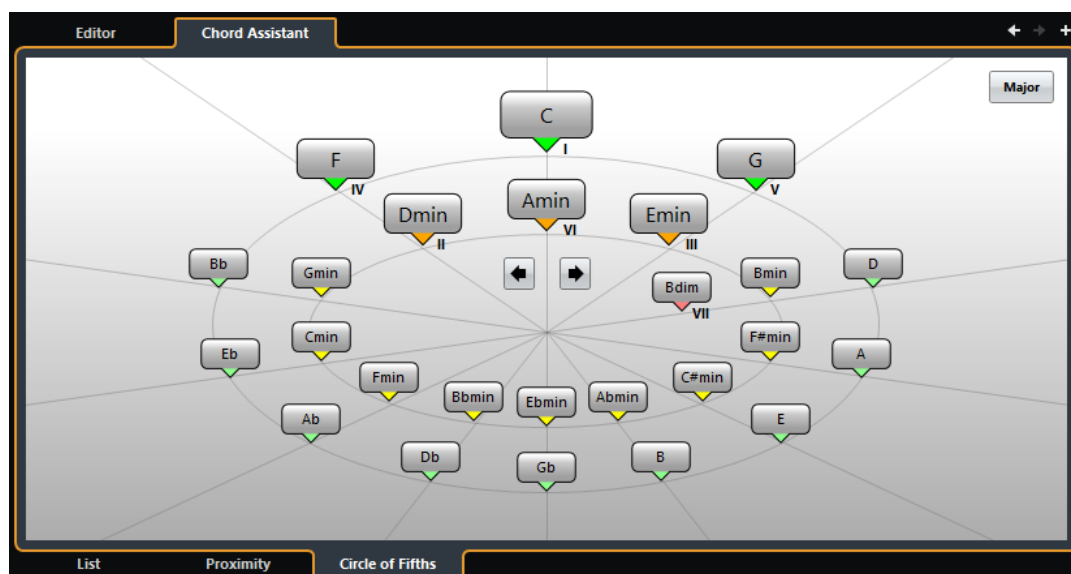 Editor
Chord Assistant
Major
C
I
F
IV
G
V
Dmin
II
Amin
VI
Emin
III
Bb
Gmin
Bdim
VII
Bmin
D
Eb
Cmin
F#min
A
Fmin
C#min
Ab
Bbmin
Ebmin
Abmin
E
Db
Gb
B
List
Proximity
Circle of Fifths